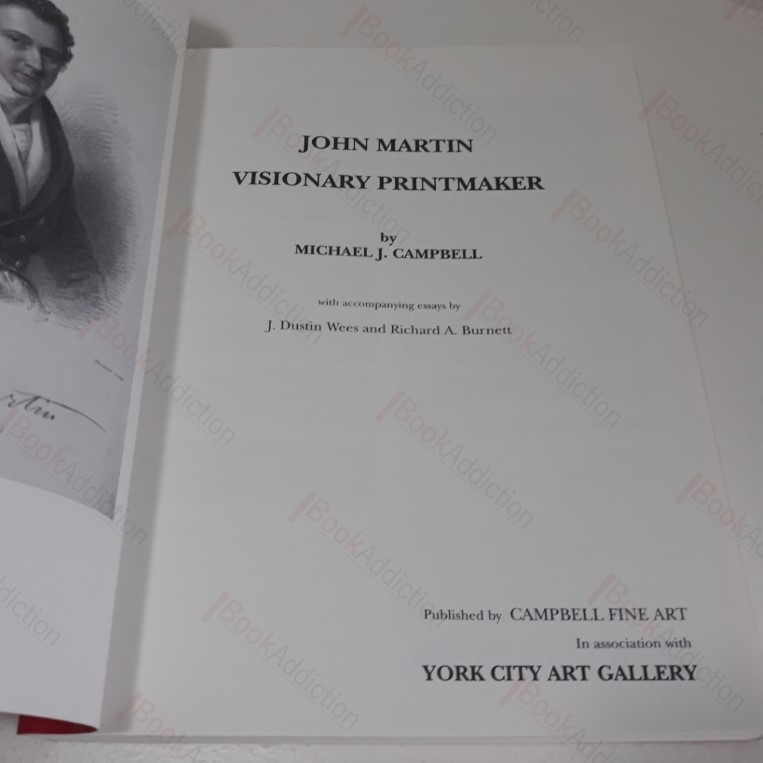 JOHN MARTIN
VISIONARY PRINTMAKER
by
MICHAEL J. CAMPBELL
with accompanying essays by
J. Dustin Wees and Richard A. Burnett
Published by CAMPBELL FINE ART
In association with
YORK CITY ART GALLERY
BookAddiction